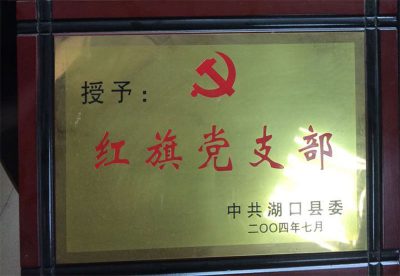 授予：
红旗党支部
中共湖口县委
二〇〇四年七月